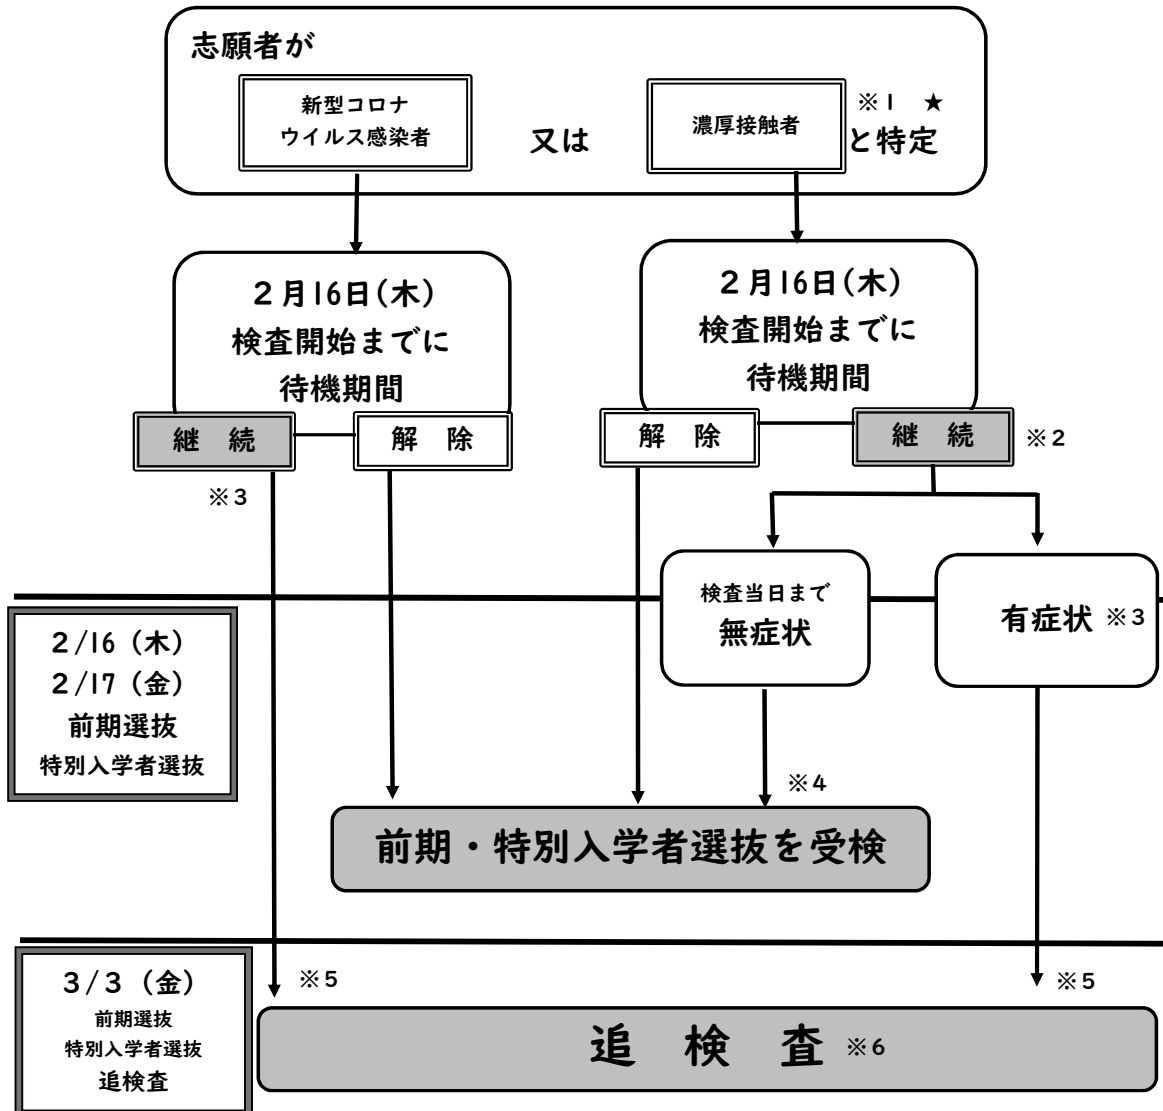 志願者が
新型コロナ
ウイルス感染者
又は
濃厚接触者
※1 ★
と特定
2月16日(木)
検査開始までに
待機期間
継 続
解 除
※3
2月16日(木)
検査開始までに
待機期間
解 除
継 続
※2
検査当日まで
無症状
有症状 ※3
2/16 (木)
2/17 (金)
前期選抜
特別入学者選抜
※4
前期・特別入学者選抜を受検
3/3 (金)
前期選抜
特別入学者選抜
追検査
※5
※5
追 検 査 ※6